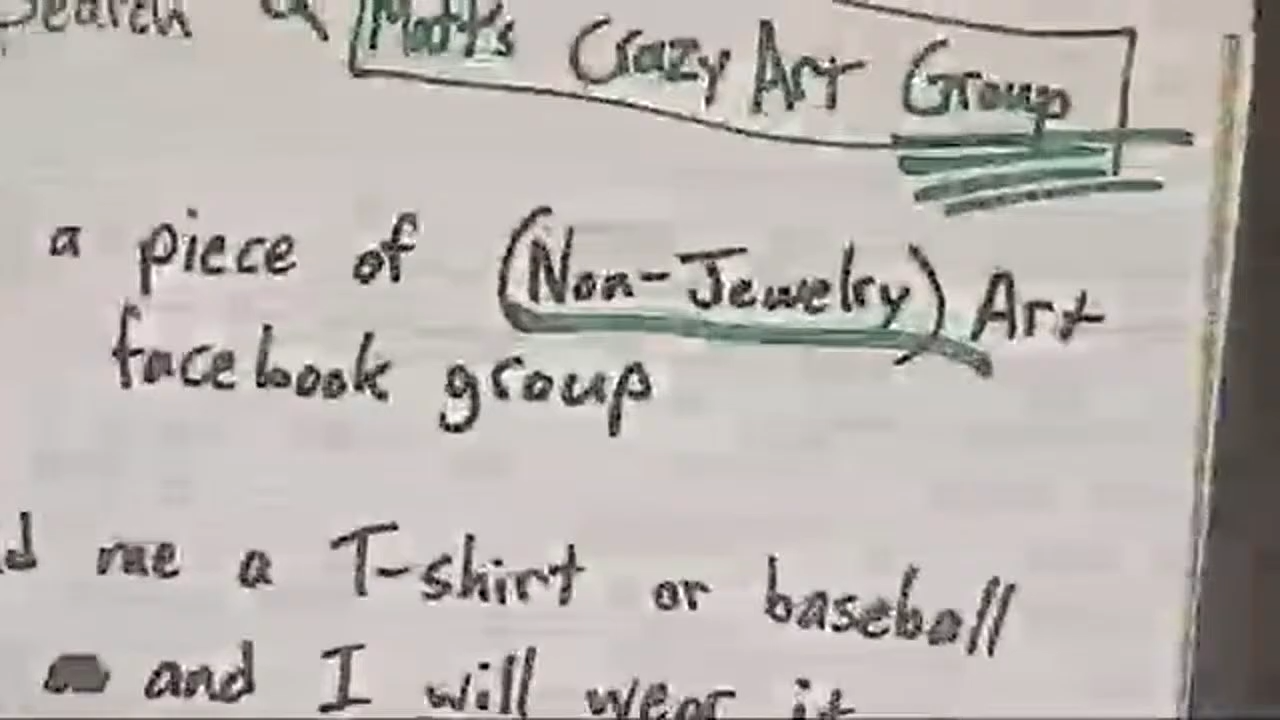 Search a Matt's Crazy Art Group
a piece of (Non-Jewelry) Art
facebook group
me a T-shirt or baseball
and I will wear it